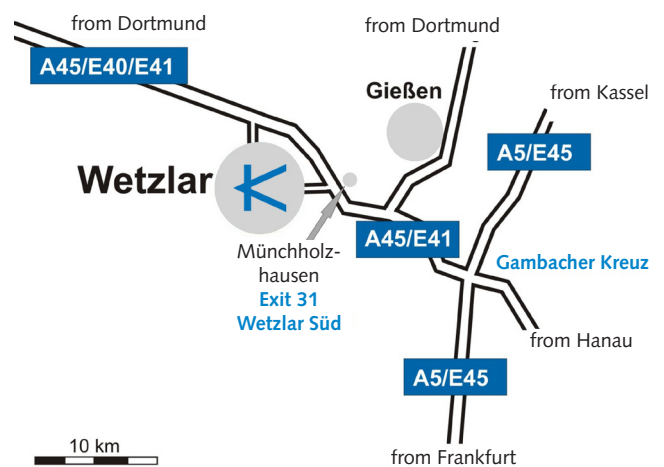 from Dortmund
from Dortmund
A45/E40/E41
Gießen
from Kassel
A5/E45
Wetzlar
A45/E41
Münchholz-
hausen
Exit 31
Wetzlar Süd
Gambacher Kreuz
from Hanau
A5/E45
10 km
from Frankfurt